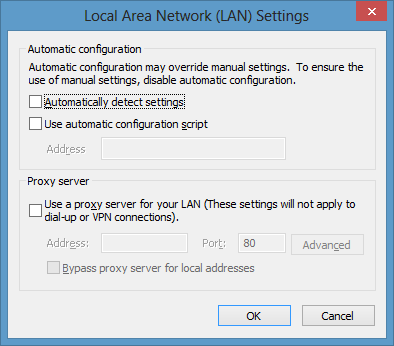 Local Area Network (LAN) Settings
Automatic configuration
Automatic configuration may override manual settings. To ensure the
use of manual settings, disable automatic configuration.
Automatically detect settings
Use automatic configuration script
Address
Proxy server
Use a proxy server for your LAN (These settings will not apply to
dial-up or VPN connections).
Address: Port: 80 Advanced
Bypass proxy server for local addresses
OK Cancel